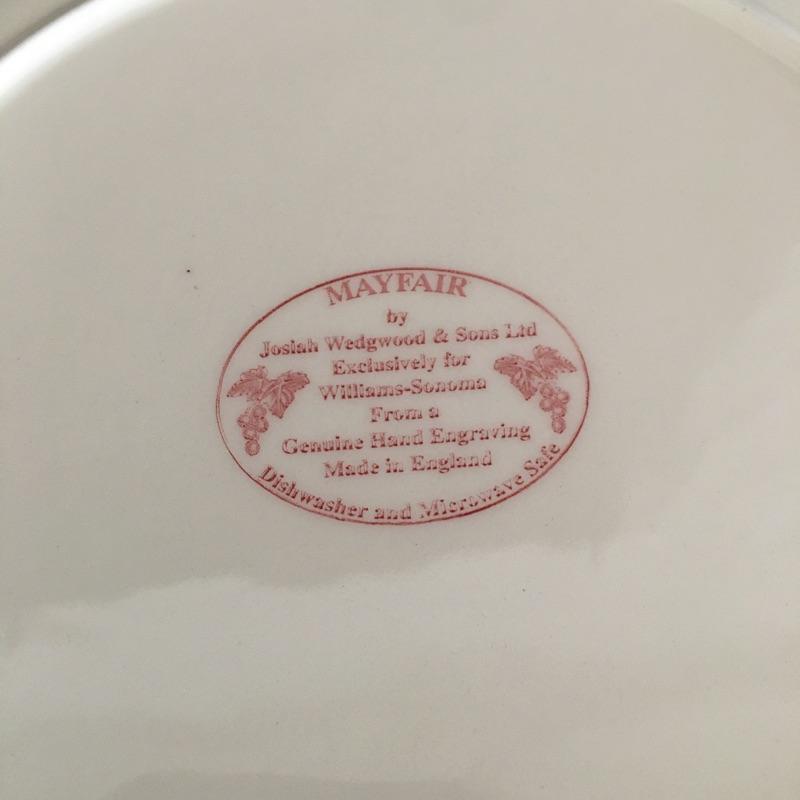 MAYFAIR
by
Josiah Wedgwood & Sons Ltd
Exclusively for
Williams-Sonoma
From a
Genuine Hand Engraving
Made in England
Dishwasher and Microwave Safe